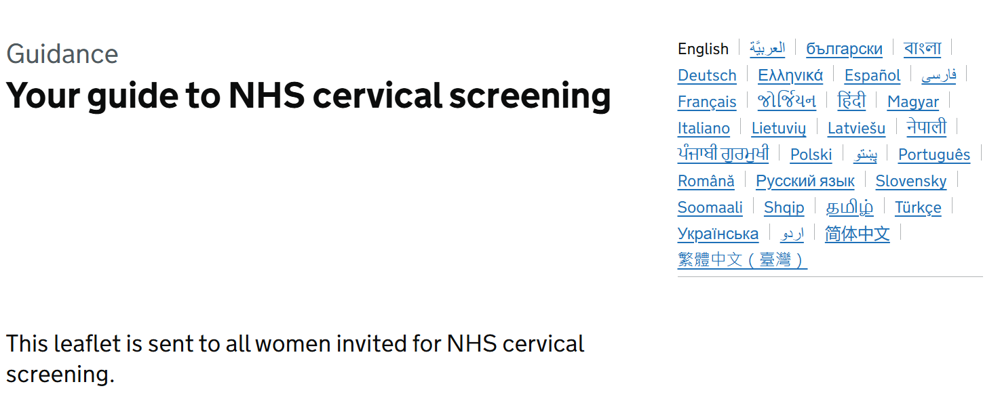 Guidance
Your guide to NHS cervical screening
English | العربيَّة | български | বাংলা |
Deutsch | Ελληνικά | Español | فارسی |
Français | જોર્જિયન | हिंदी | Magyar |
Italiano | Lietuvių | Latviešu | नेपाली |
ਪੰਜਾਬੀ ਗੁਰਮੁਖੀ | Polski | پښتو | Português |
Română | Русский язык | Slovensky |
Soomaali | Shqip | தமிழ் | Türkçe |
Українська | اردو | 简体中文 |
繁體中文 ( 臺灣 )
This leaflet is sent to all women invited for NHS cervical
screening.